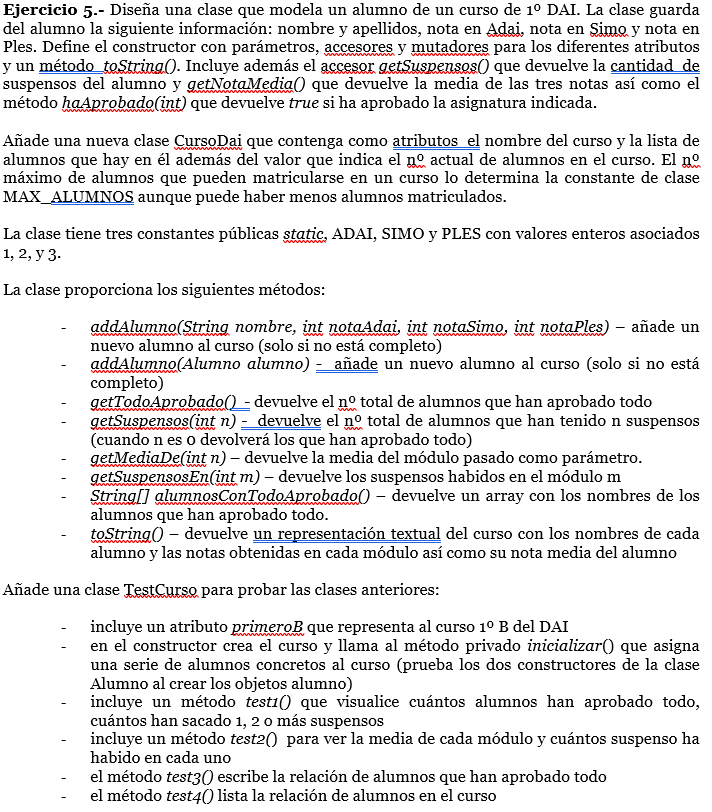 Ejercicio 5.- Diseña una clase que modela un alumno de un curso de 1º DAI. La clase guarda
del alumno la siguiente información: nombre y apellidos, nota en Adai, nota en Simo y nota en
Ples. Define el constructor con parámetros, accesores y mutadores para los diferentes atributos
y un método toString(). Incluye además el accesor getSuspensos() que devuelve la cantidad de
suspensos del alumno y getNotaMedia() que devuelve la media de las tres notas así como el
método haAprobado(int) que devuelve true si ha aprobado la asignatura indicada.
Añade una nueva clase CursoDai que contenga como atributos el nombre del curso y la lista de
alumnos que hay en él además del valor que indica el nº actual de alumnos en el curso. El nº
máximo de alumnos que pueden matricularse en un curso lo determina la constante de clase
MAX_ALUMNOS aunque puede haber menos alumnos matriculados.
La clase tiene tres constantes públicas static, ADAI, SIMO y PLES con valores enteros asociados
1, 2, y 3.
La clase proporciona los siguientes métodos:
- addAlumno(String nombre, int notaAdai, int notaSimo, int notaPles) – añade un
nuevo alumno al curso (solo si no está completo)
- addAlumno(Alumno alumno) - añade un nuevo alumno al curso (solo si no está
completo)
- getTodoAprobado() - devuelve el nº total de alumnos que han aprobado todo
- getSuspensos(int n) - devuelve el nº total de alumnos que han tenido n suspensos
(cuando n es 0 devolverá los que han aprobado todo)
- getMediaDe(int n) – devuelve la media del módulo pasado como parámetro.
- getSuspensosEn(int m) – devuelve los suspensos habidos en el módulo m
- String[] alumnosConTodoAprobado() – devuelve un array con los nombres de los
alumnos que han aprobado todo.
- toString() – devuelve un representación textual del curso con los nombres de cada
alumno y las notas obtenidas en cada módulo así como su nota media del alumno
Añade una clase TestCurso para probar las clases anteriores:
- incluye un atributo primeroB que representa al curso 1º B del DAI
- en el constructor crea el curso y llama al método privado inicializar() que asigna
una serie de alumnos concretos al curso (prueba los dos constructores de la clase
Alumno al crear los objetos alumno)
- incluye un método test1() que visualice cuántos alumnos han aprobado todo,
cuántos han sacado 1, 2 o más suspensos
- incluye un método test2() para ver la media de cada módulo y cuántos suspenso ha
habido en cada uno
- el método test3() escribe la relación de alumnos que han aprobado todo
- el método test4() lista la relación de alumnos en el curso